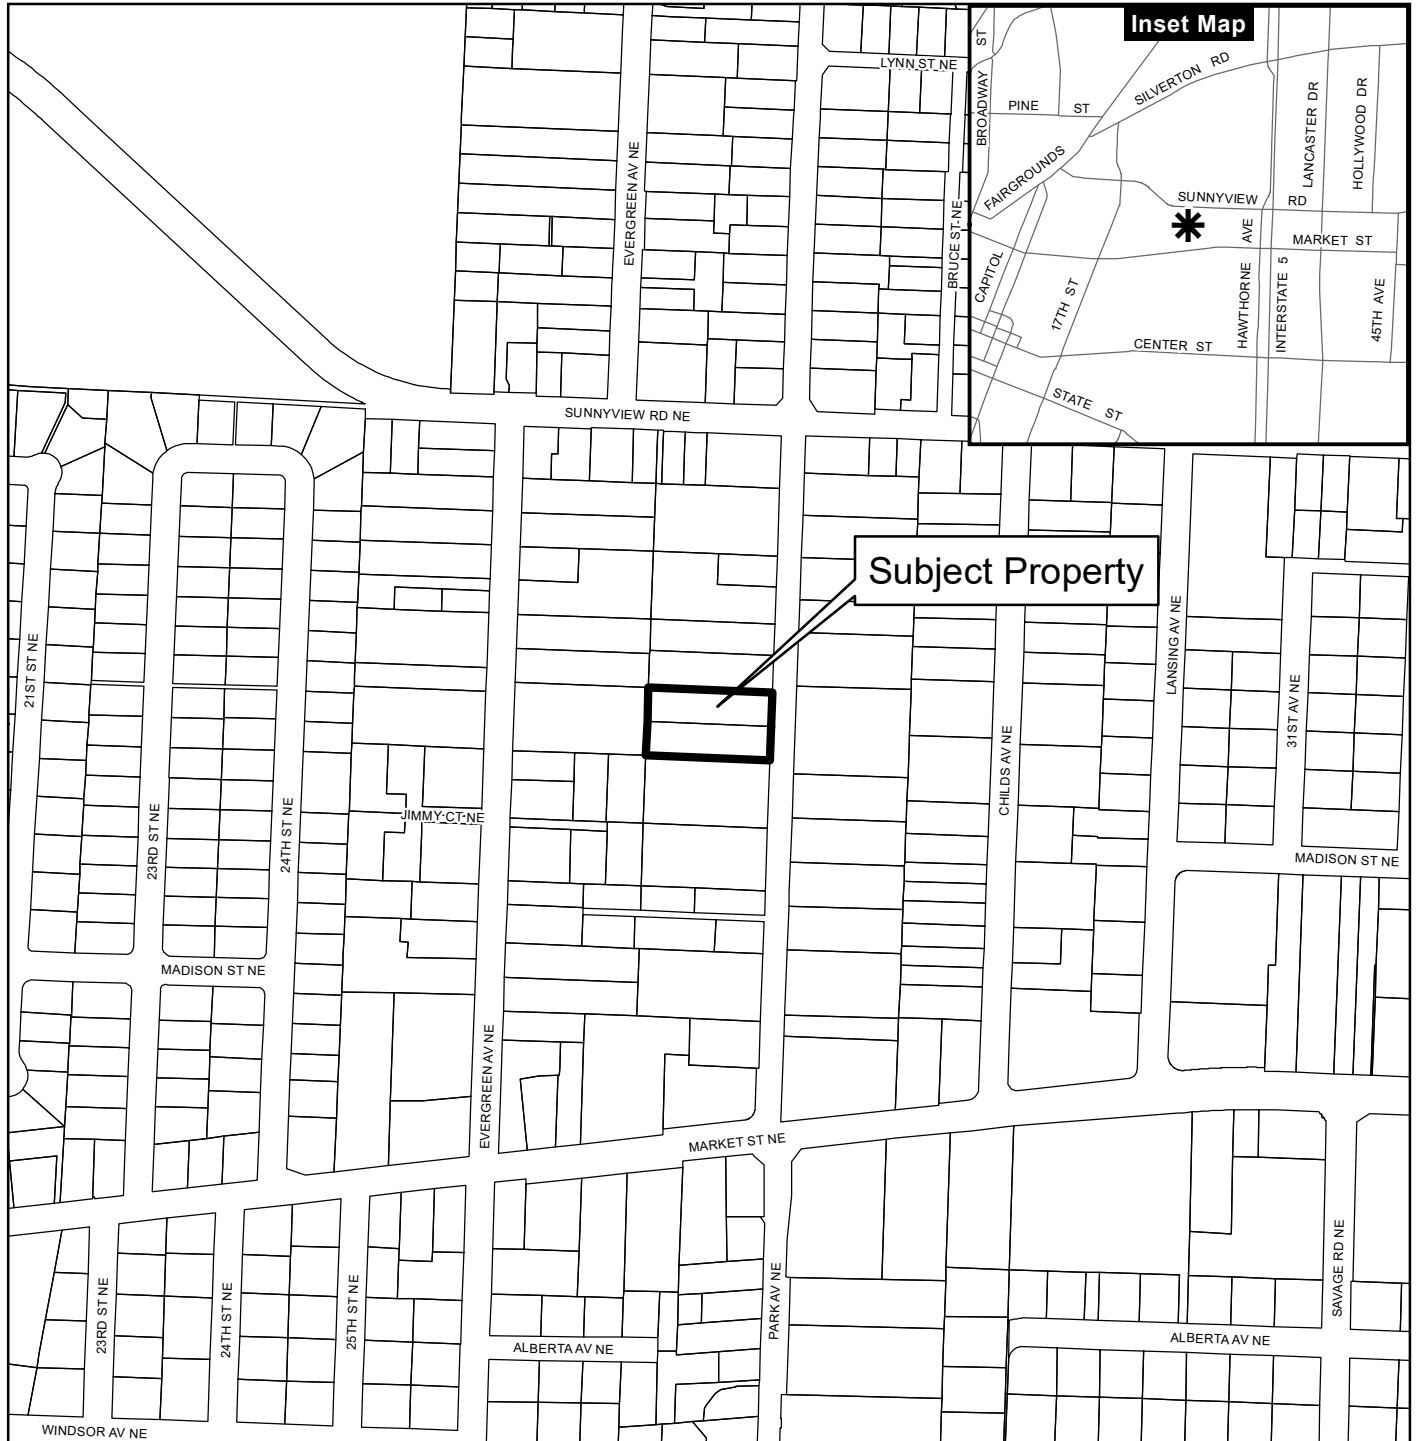 Inset Map
LYNN ST NE
BROADWAY ST
PINE ST
SILVERTON RD
LANCASTER DR
HOLLYWOOD DR
FAIRGROUNDS
SUNNYVIEW RD
MARKET ST
HAWTHORNE AVE
INTERSTATE 5
45TH AVE
CAPITOL
17TH ST
CENTER ST
STATE ST
EVERGREEN AV NE
BRUCE ST NE
SUNNYVIEW RD NE
Subject Property
21ST ST NE
LANSING AV NE
31ST AV NE
CHILDS AV NE
23RD ST NE
24TH ST NE
JIMMY CT NE
MADISON ST NE
MADISON ST NE
EVERGREEN AV NE
MARKET ST NE
23RD ST NE
24TH ST NE
25TH ST NE
PARK AV NE
SAVAGE RD NE
ALBERTA AV NE
ALBERTA AV NE
WINDSOR AV NE